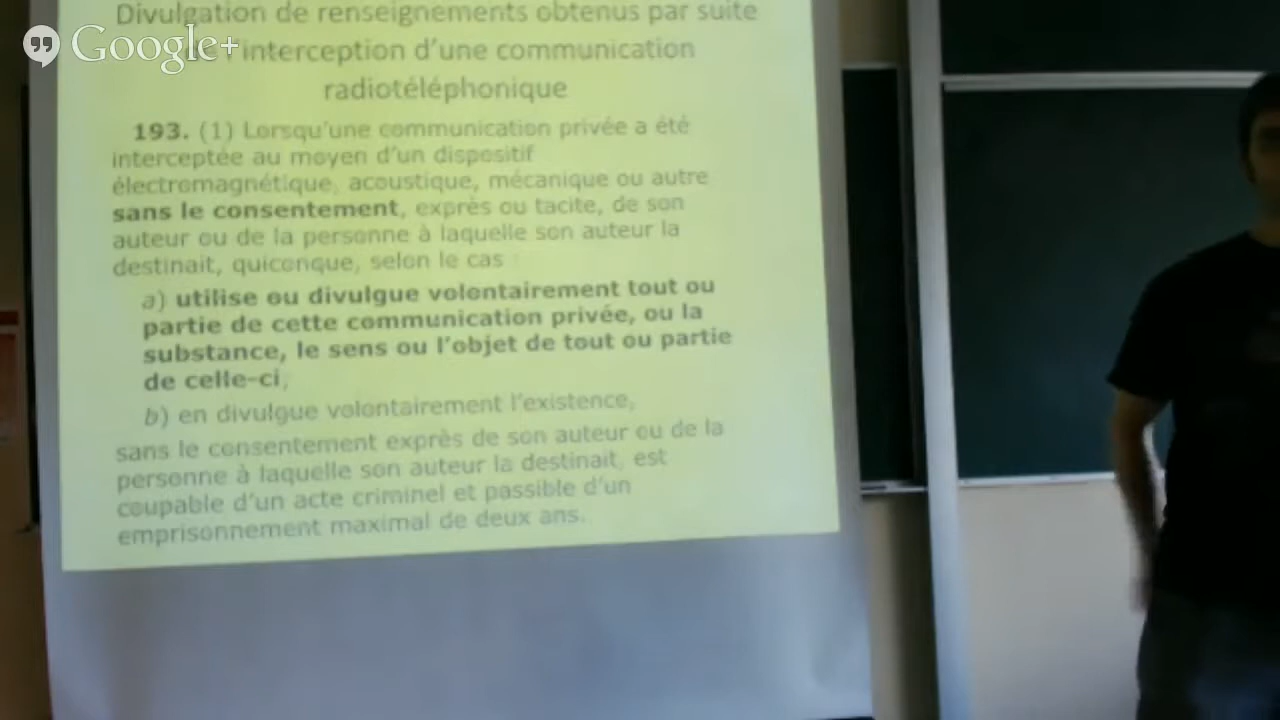 Google+
Divulgation de renseignements obtenus par suite
de l'interception d'une communication
radiotéléphonique
193. (1) Lorsqu'une communication privée a été
interceptée au moyen d'un dispositif
électromagnétique, acoustique, mécanique ou autre
sans le consentement, exprès ou tacite, de son
auteur ou de la personne à laquelle son auteur la
destinait, quiconque, selon le cas :
a) utilise ou divulgue volontairement tout ou
partie de cette communication privée, ou la
substance, le sens ou l'objet de tout ou partie
de celle-ci,
b) en divulgue volontairement l'existence,
sans le consentement exprès de son auteur ou de la
personne à laquelle son auteur la destinait, est
coupable d'un acte criminel et passible d'un
emprisonnement maximal de deux ans.